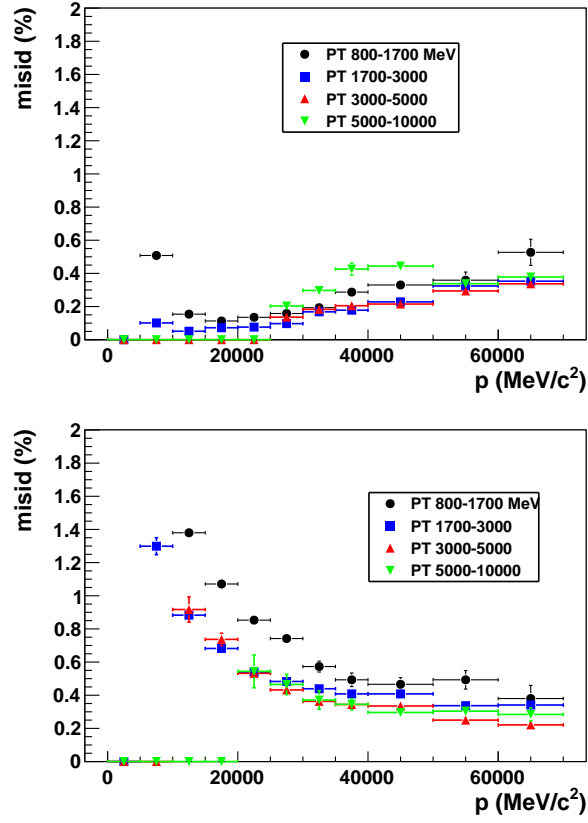 misid (%)
2
1.8
1.6
1.4
1.2
1
0.8
0.6
0.4
0.2
0
PT 800-1700 MeV
PT 1700-3000
PT 3000-5000
PT 5000-10000
0 20000 40000 60000
p (MeV/c²)
misid (%)
2
1.8
1.6
1.4
1.2
1
0.8
0.6
0.4
0.2
0
PT 800-1700 MeV
PT 1700-3000
PT 3000-5000
PT 5000-10000
0 20000 40000 60000
p (MeV/c²)